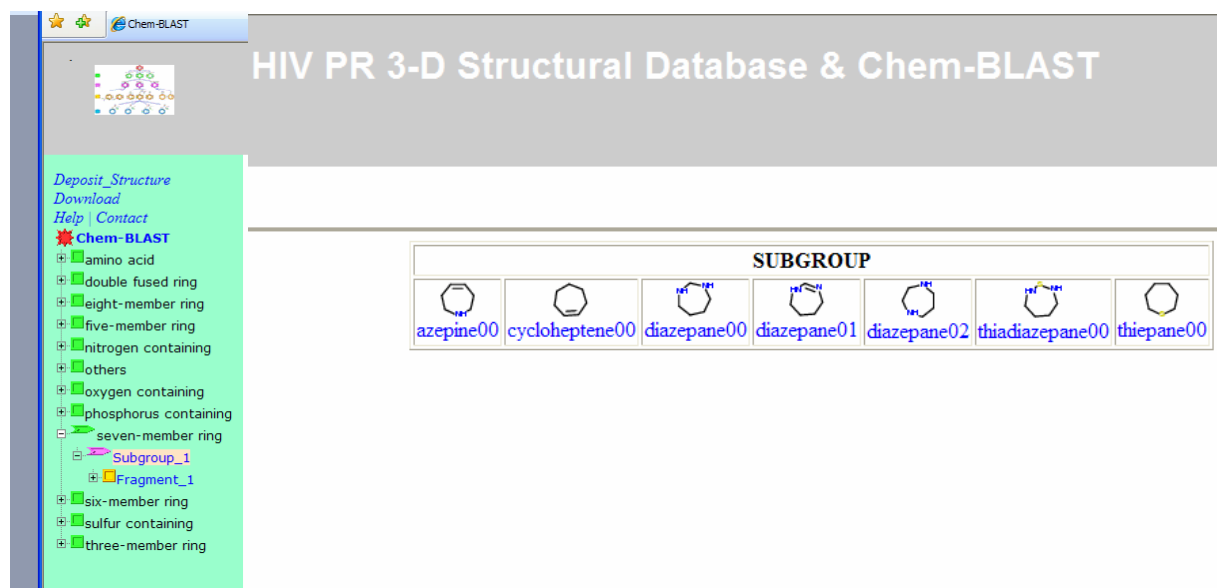 Chem-BLAST
HIV PR 3-D Structural Database & Chem-BLAST
Deposit_Structure
Download
Help | Contact
Chem-BLAST
amino acid
double fused ring
eight-member ring
five-member ring
nitrogen containing
others
oxygen containing
phosphorus containing
seven-member ring
Subgroup_1
Fragment_1
six-member ring
sulfur containing
three-member ring
SUBGROUP
azepine00 cycloheptene00 diazepane00 diazepane01 diazepane02 thiadiazepane00 thiepane00